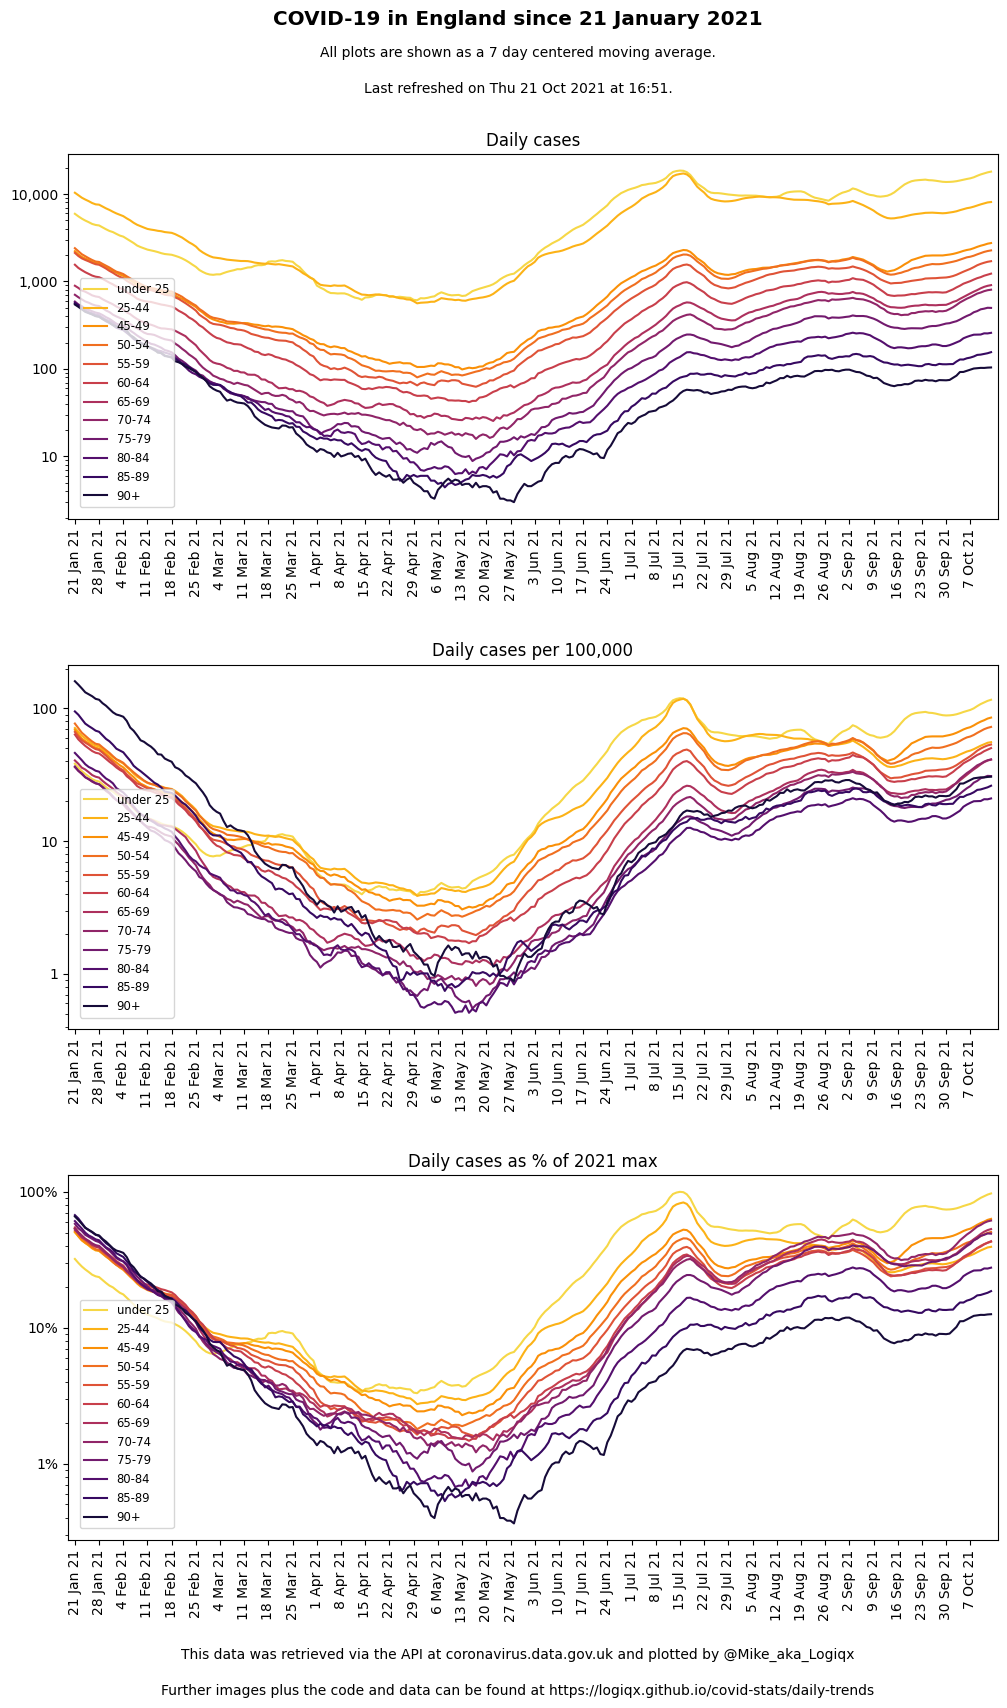 COVID-19 in England since 21 January 2021
All plots are shown as a 7 day centered moving average.
Last refreshed on Thu 21 Oct 2021 at 16:51.
Daily cases
10,000
1,000
100
10
under 25
25-44
45-49
50-54
55-59
60-64
65-69
70-74
75-79
80-84
85-89
90+
21 Jan 21
28 Jan 21
4 Feb 21
11 Feb 21
18 Feb 21
25 Feb 21
4 Mar 21
11 Mar 21
18 Mar 21
25 Mar 21
1 Apr 21
8 Apr 21
15 Apr 21
22 Apr 21
29 Apr 21
6 May 21
13 May 21
20 May 21
27 May 21
3 Jun 21
10 Jun 21
17 Jun 21
24 Jun 21
1 Jul 21
8 Jul 21
15 Jul 21
22 Jul 21
29 Jul 21
5 Aug 21
12 Aug 21
19 Aug 21
26 Aug 21
2 Sep 21
9 Sep 21
16 Sep 21
23 Sep 21
30 Sep 21
7 Oct 21
Daily cases per 100,000
100
10
1
under 25
25-44
45-49
50-54
55-59
60-64
65-69
70-74
75-79
80-84
85-89
90+
21 Jan 21
28 Jan 21
4 Feb 21
11 Feb 21
18 Feb 21
25 Feb 21
4 Mar 21
11 Mar 21
18 Mar 21
25 Mar 21
1 Apr 21
8 Apr 21
15 Apr 21
22 Apr 21
29 Apr 21
6 May 21
13 May 21
20 May 21
27 May 21
3 Jun 21
10 Jun 21
17 Jun 21
24 Jun 21
1 Jul 21
8 Jul 21
15 Jul 21
22 Jul 21
29 Jul 21
5 Aug 21
12 Aug 21
19 Aug 21
26 Aug 21
2 Sep 21
9 Sep 21
16 Sep 21
23 Sep 21
30 Sep 21
7 Oct 21
Daily cases as % of 2021 max
100%
10%
1%
under 25
25-44
45-49
50-54
55-59
60-64
65-69
70-74
75-79
80-84
85-89
90+
21 Jan 21
28 Jan 21
4 Feb 21
11 Feb 21
18 Feb 21
25 Feb 21
4 Mar 21
11 Mar 21
18 Mar 21
25 Mar 21
1 Apr 21
8 Apr 21
15 Apr 21
22 Apr 21
29 Apr 21
6 May 21
13 May 21
20 May 21
27 May 21
3 Jun 21
10 Jun 21
17 Jun 21
24 Jun 21
1 Jul 21
8 Jul 21
15 Jul 21
22 Jul 21
29 Jul 21
5 Aug 21
12 Aug 21
19 Aug 21
26 Aug 21
2 Sep 21
9 Sep 21
16 Sep 21
23 Sep 21
30 Sep 21
7 Oct 21
This data was retrieved via the API at coronavirus.data.gov.uk and plotted by @Mike_aka_Logiqx
Further images plus the code and data can be found at https://logiqx.github.io/covid-stats/daily-trends